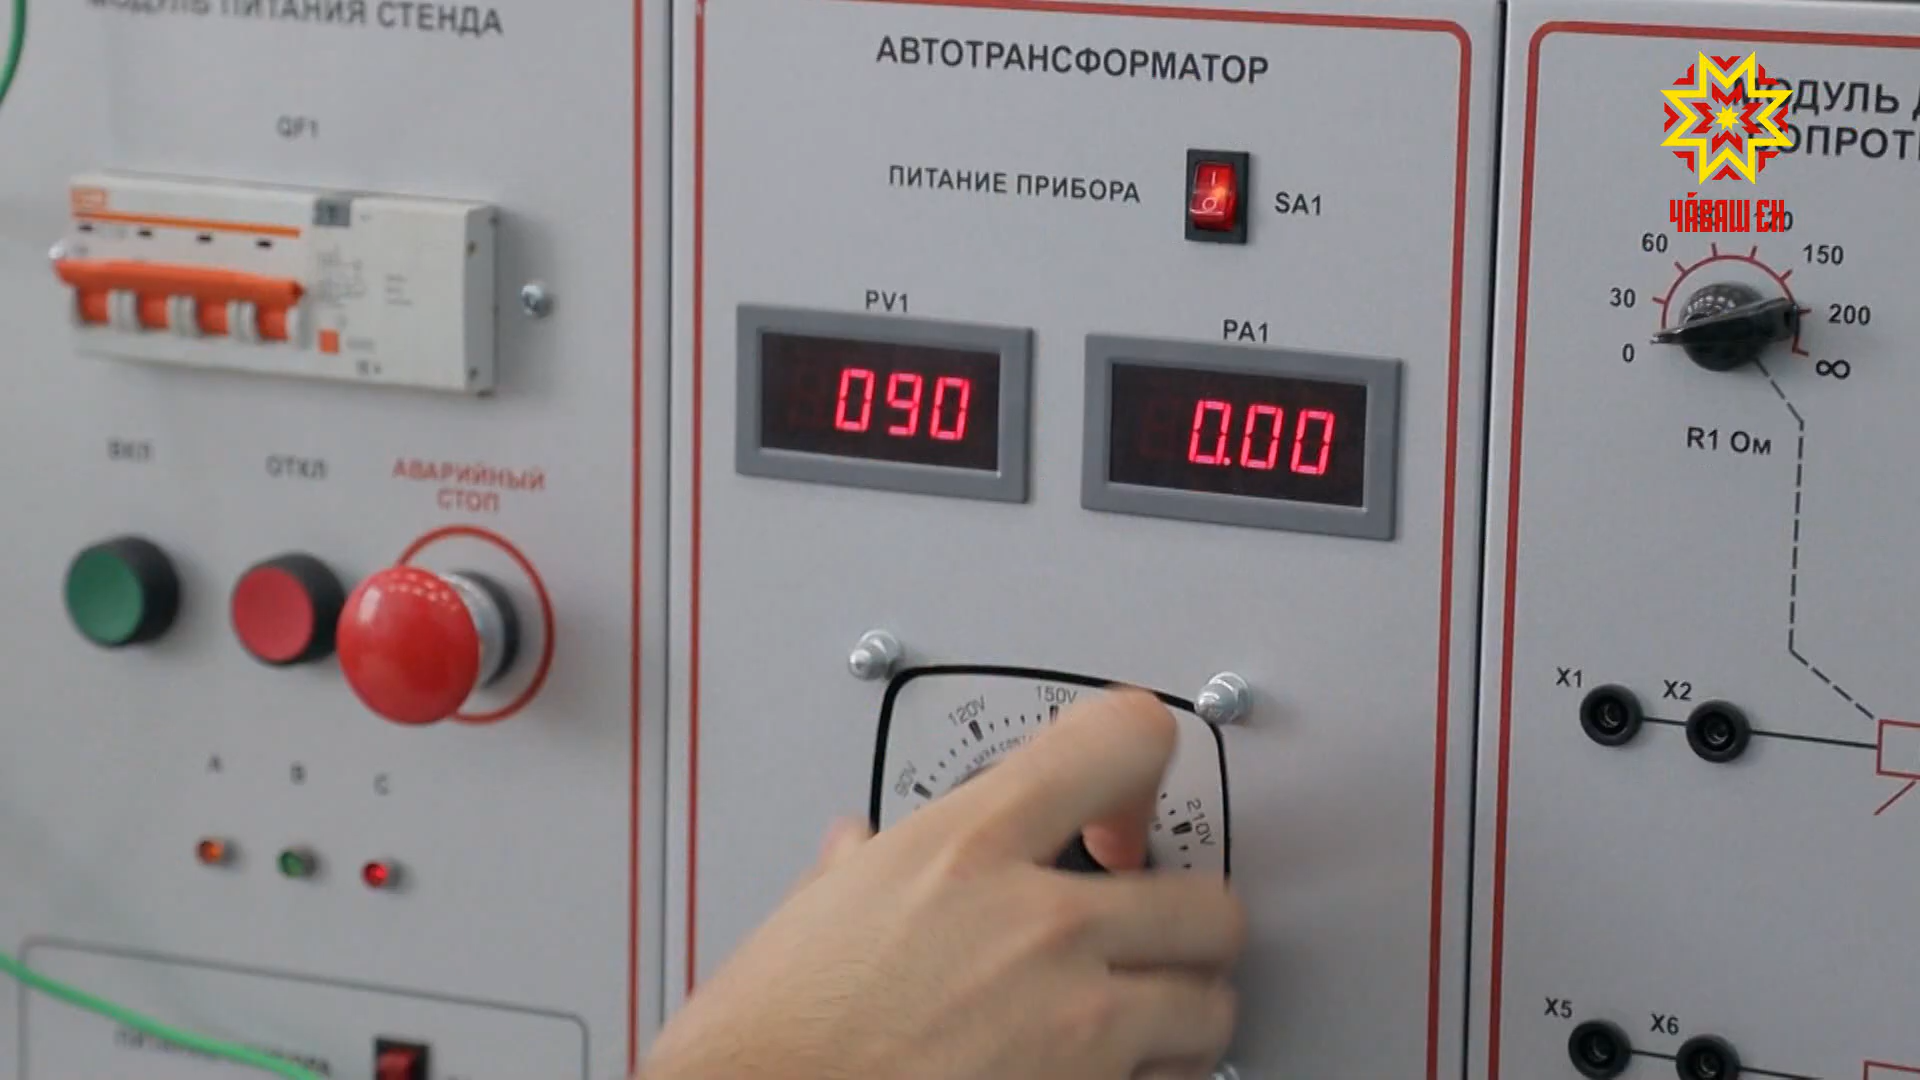 МОДУЛЬ ПИТАНИЯ СТЕНДА
QF1
ВКЛ
ОТКЛ
АВАРИЙНЫЙ
СТОП
A
B
C
АВТОТРАНСФОРМАТОР
ПИТАНИЕ ПРИБОРА
SA1
PV1
090
PA1
0.00
90V
120V
150V
210V
МОДУЛЬ
ЧӐВАШ ЕН
0
30
60
150
200
∞
R1 Ом
X1
X2
X5
X6